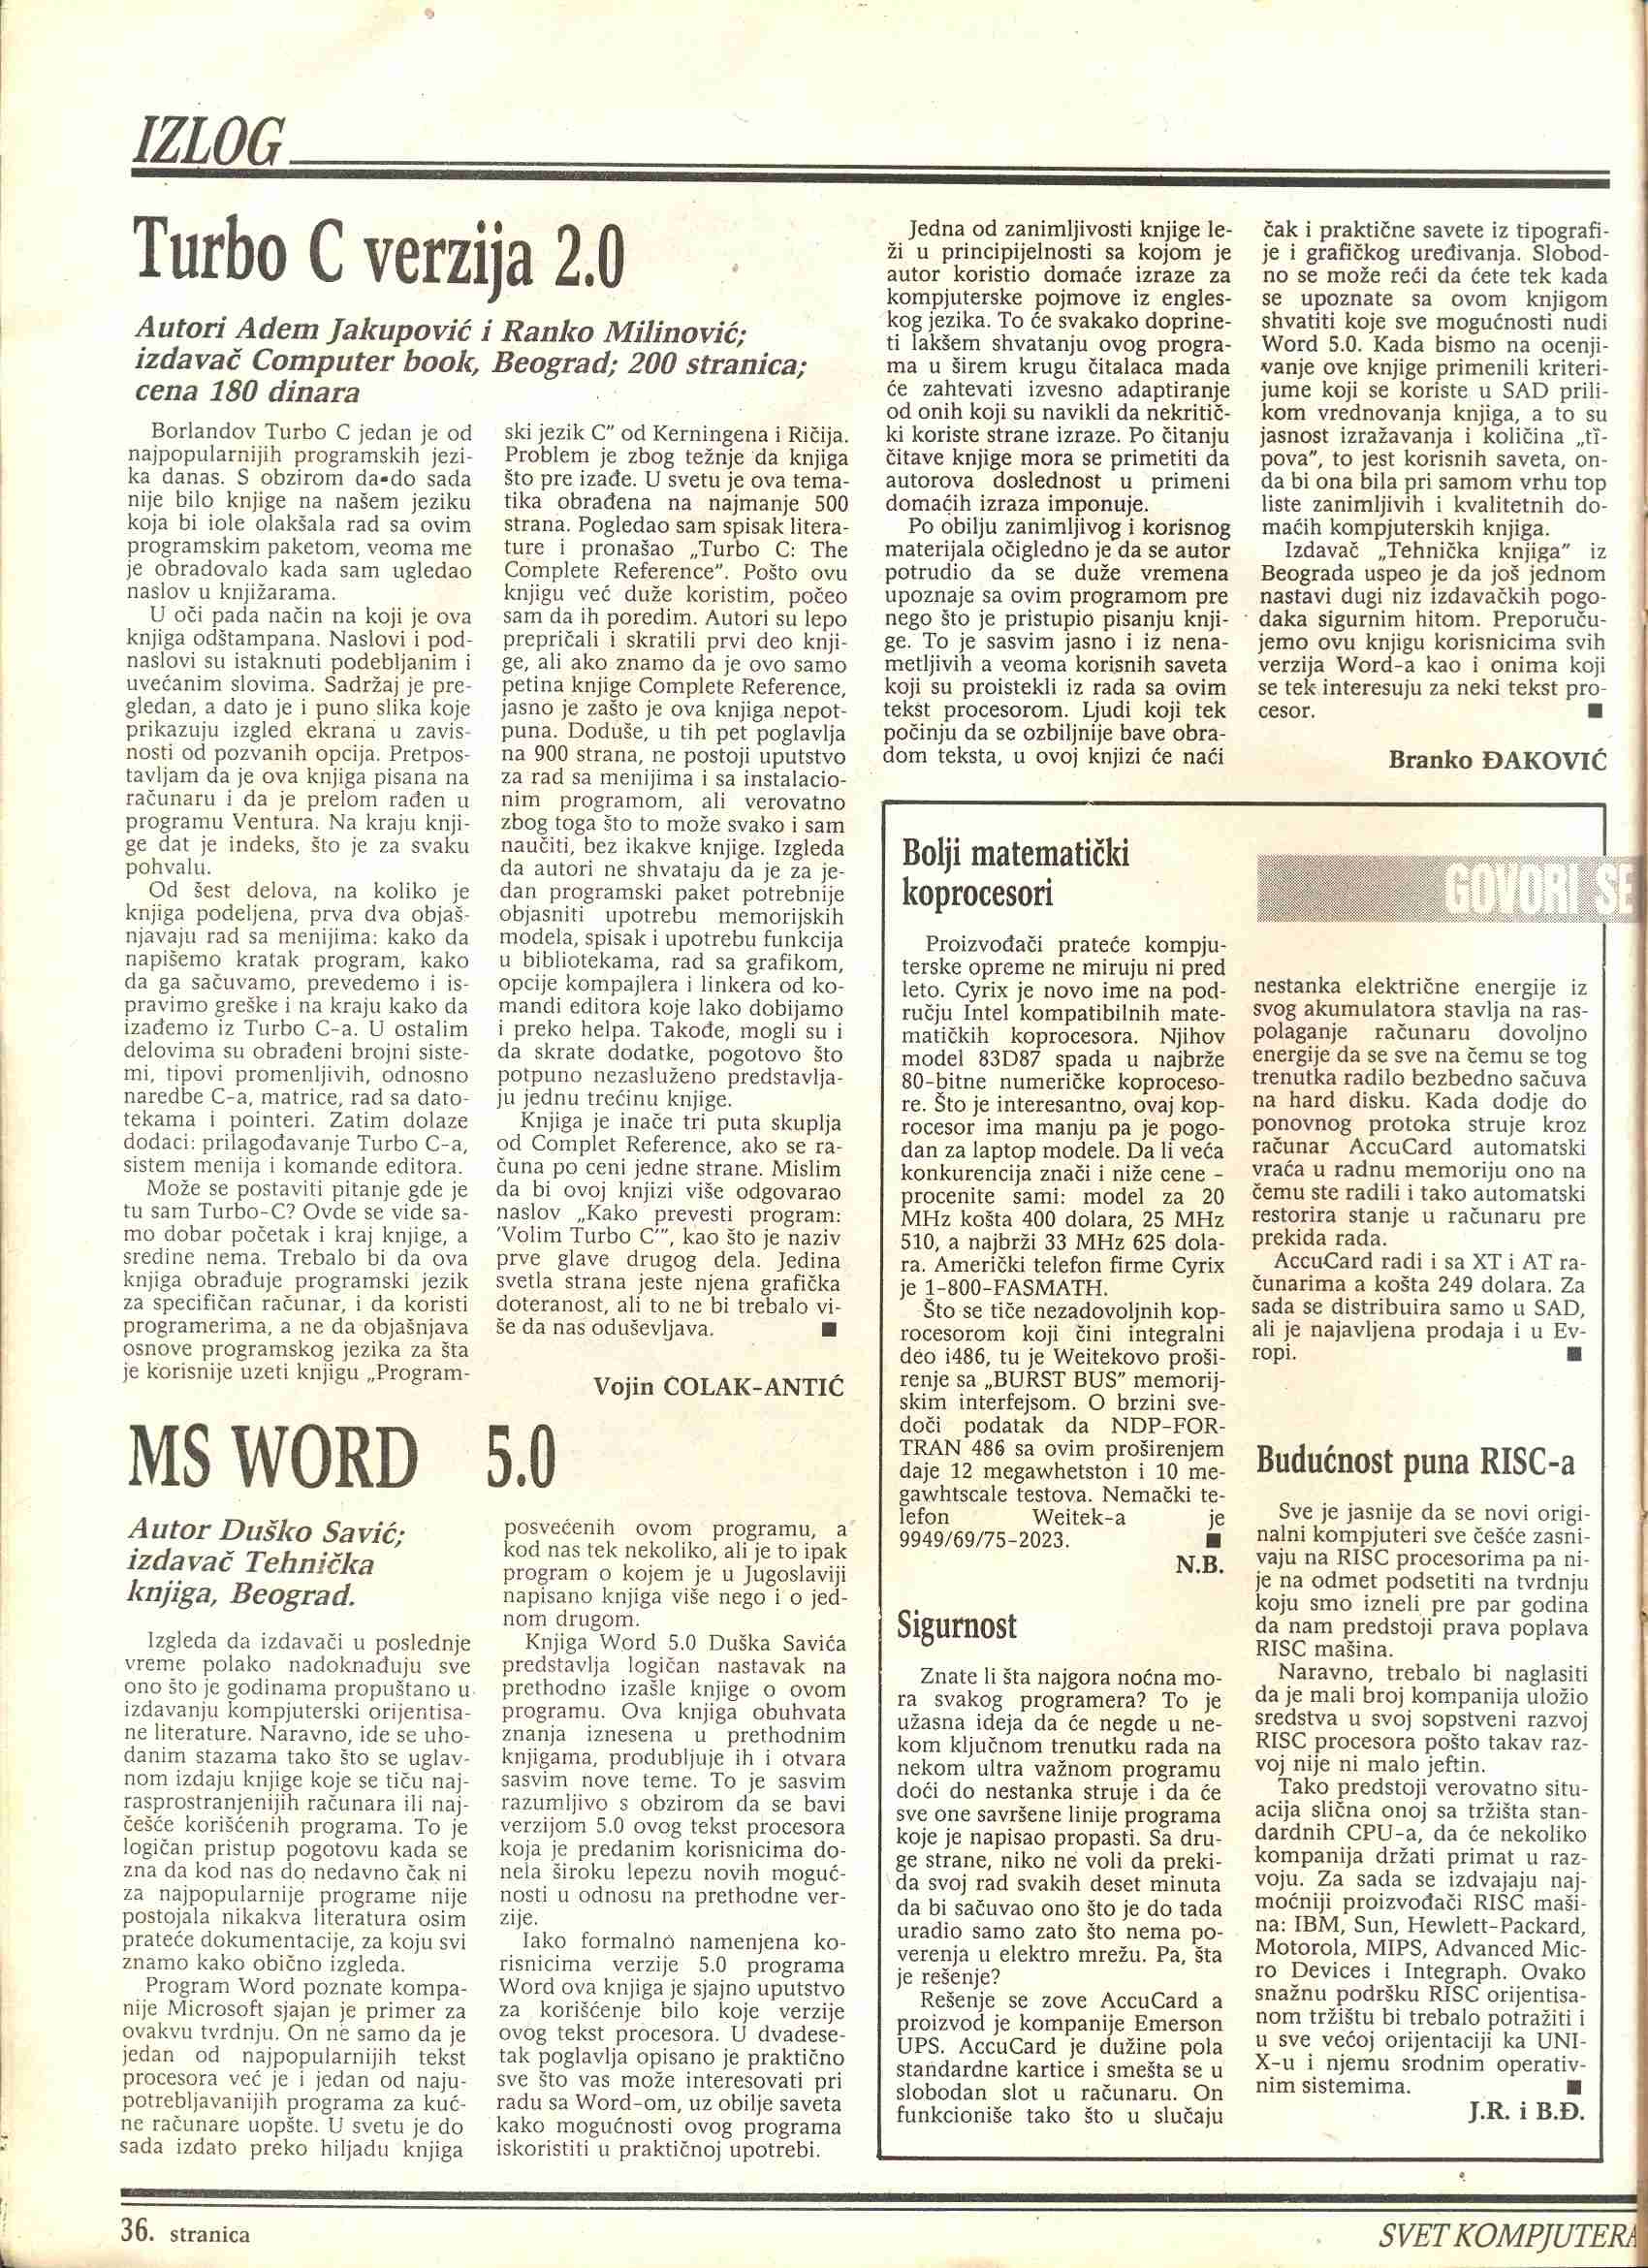 IZLOG
Turbo C verzija 2.0
Autori Adem Jakupović i Ranko Milinović;
izdavač Computer book, Beograd; 200 stranica;
cena 180 dinara
Borlandov Turbo C jedan je od
najpopularnijih programskih jezi-
ka danas. S obzirom da do sada
nije bilo knjige na našem jeziku
koja bi iole olakšala rad sa ovim
programskim paketom, veoma me
je obradovalo kada sam ugledao
naslov u knjižarama.
U oči pada način na koji je ova
knjiga odštampana. Naslovi i pod-
naslovi su istaknuti podebljanim i
uvećanim slovima. Sadržaj je pre-
gledan, a dato je i puno slika koje
prikazuju izgled ekrana u zavis-
nosti od pozvanih opcija. Pretpos-
tavljam da je ova knjiga pisana na
računaru i da je prelom rađen u
programu Ventura. Na kraju knji-
ge dat je indeks, što je za svaku
pohvalu.
Od šest delova, na koliko je
knjiga podeljena, prva dva objaš-
njavaju rad sa menijima: kako da
napišemo kratak program, kako
da ga sačuvamo, prevedemo i is-
pravimo greške i na kraju kako da
izađemo iz Turbo C-a. U ostalim
delovima su obrađeni brojni siste-
mi, tipovi promenljivih, odnosno
naredbe C-a, matrice, rad sa dato-
tekama i pointeri. Zatim dolaze
dodaci: prilagođavanje Turbo C-a,
sistem menija i komande editora.
Može se postaviti pitanje gde je
tu sam Turbo-C? Ovde se vide sa-
mo dobar početak i kraj knjige, a
sredine nema. Trebalo bi da ova
knjiga obrađuje programski jezik
za specifičan računar, i da koristi
programerima, a ne da objašnjava
osnove programskog jezika za šta
je korisnije uzeti knjigu „Program-
ski jezik C" od Kerningena i Ričija.
Problem je zbog težnje da knjiga
što pre izađe. U svetu je ova tema-
tika obrađena na najmanje 500
strana. Pogledao sam spisak litera-
ture i pronašao „Turbo C: The
Complete Reference". Pošto ovu
knjigu već duže koristim, počeo
sam da ih poredim. Autori su lepo
prepričali i skratili prvi deo knji-
ge, ali ako znamo da je ovo samo
petina knjige Complete Reference,
jasno je zašto je ova knjiga nepot-
puna. Doduše, u tih pet poglavlja
na 900 strana, ne postoji uputstvo
za rad sa menijima i sa instalacio-
nim programom, ali verovatno
zbog toga što to može svako i sam
naučiti, bez ikakve knjige. Izgleda
da autori ne shvataju da je za je-
dan programski paket potrebnije
objasniti upotrebu memorijskih
modela, spisak i upotrebu funkcija
u bibliotekama, rad sa grafikom,
opcije kompajlera i linkera od ko-
mandi editora koje lako dobijamo
i preko helpa. Takođe, mogli su i
da skrate dodatke, pogotovo što
potpuno nezasluženo predstavlja-
ju jednu trećinu knjige.
Knjiga je inače tri puta skuplja
od Complet Reference, ako se ra-
čuna po ceni jedne strane. Mislim
da bi ovoj knjizi više odgovarao
naslov „Kako prevesti program:
'Volim Turbo C'", kao što je naziv
prve glave drugog dela. Jedina
svetla strana jeste njena grafička
doteranost, ali to ne bi trebalo vi-
še da nas oduševljava. ■
Vojin COLAK-ANTIĆ
MS WORD 5.0
Autor Duško Savić;
izdavač Tehnička
knjiga, Beograd.
Izgleda da izdavači u poslednje
vreme polako nadoknađuju sve
ono što je godinama propuštano u
izdavanju kompjuterski orijentisa-
ne literature. Naravno, ide se uho-
danim stazama tako što se uglav-
nom izdaju knjige koje se tiču naj-
rasprostranjenijih računara ili naj-
češće korišćenih programa. To je
logičan pristup pogotovu kada se
zna da kod nas do nedavno čak ni
za najpopularnije programe nije
postojala nikakva literatura osim
prateće dokumentacije, za koju svi
znamo kako obično izgleda.
Program Word poznate kompa-
nije Microsoft sjajan je primer za
ovakvu tvrdnju. On ne samo da je
jedan od najpopularnijih tekst
procesora već je i jedan od naju-
potrebljavanijih programa za kuć-
ne računare uopšte. U svetu je do
sada izdato preko hiljadu knjiga
posvećenih ovom programu, a
kod nas tek nekoliko, ali je to ipak
program o kojem je u Jugoslaviji
napisano knjiga više nego i o jed-
nom drugom.
Knjiga Word 5.0 Duška Savića
predstavlja logičan nastavak na
prethodno izašle knjige o ovom
programu. Ova knjiga obuhvata
znanja iznesena u prethodnim
knjigama, produbljuje ih i otvara
sasvim nove teme. To je sasvim
razumljivo s obzirom da se bavi
verzijom 5.0 ovog tekst procesora
koja je predanim korisnicima do-
nela široku lepezu novih moguć-
nosti u odnosu na prethodne ver-
zije.
Iako formalno namenjena ko-
risnicima verzije 5.0 programa
Word ova knjiga je sjajno uputstvo
za korišćenje bilo koje verzije
ovog tekst procesora. U dvadese-
tak poglavlja opisano je praktično
sve što vas može interesovati pri
radu sa Word-om, uz obilje saveta
kako mogućnosti ovog programa
iskoristiti u praktičnoj upotrebi.
Jedna od zanimljivosti knjige le-
ži u principijelnosti sa kojom je
autor koristio domaće izraze za
kompjuterske pojmove iz engles-
kog jezika. To će svakako doprine-
ti lakšem shvatanju ovog progra-
ma u širem krugu čitalaca mada
će zahtevati izvesno adaptiranje
od onih koji su navikli da nekritič-
ki koriste strane izraze. Po čitanju
čitave knjige mora se primetiti da
autorova doslednost u primeni
domaćih izraza imponuje.
Po obilju zanimljivog i korisnog
materijala očigledno je da se autor
potrudio da se duže vremena
upoznaje sa ovim programom pre
nego što je pristupio pisanju knji-
ge. To je sasvim jasno i iz nena-
metljivih a veoma korisnih saveta
koji su proistekli iz rada sa ovim
tekst procesorom. Ljudi koji tek
počinju da se ozbiljnije bave obra-
dom teksta, u ovoj knjizi će naći
čak i praktične savete iz tipografi-
je i grafičkog uređivanja. Slobod-
no se može reći da ćete tek kada
se upoznate sa ovom knjigom
shvatiti koje sve mogućnosti nudi
Word 5.0. Kada bismo na ocenji-
vanje ove knjige primenili kriteri-
jume koji se koriste u SAD prili-
kom vrednovanja knjiga, a to su
jasnost izražavanja i količina „ti-
pova", to jest korisnih saveta, on-
da bi ona bila pri samom vrhu top
liste zanimljivih i kvalitetnih do-
maćih kompjuterskih knjiga.
Izdavač „Tehnička knjiga" iz
Beograda uspeo je da još jednom
nastavi dugi niz izdavačkih pogo-
daka sigurnim hitom. Preporuču-
jemo ovu knjigu korisnicima svih
verzija Word-a kao i onima koji
se tek interesuju za neki tekst pro-
cesor. ■
Branko ĐAKOVIĆ
GOVORI SE
Bolji matematički
koprocesori
Proizvođači prateće kompju-
terske opreme ne miruju ni pred
leto. Cyrix je novo ime na pod-
ručju Intel kompatibilnih mate-
matičkih koprocesora. Njihov
model 83D87 spada u najbrže
80-bitne numeričke koproceso-
re. Što je interesantno, ovaj kop-
rocesor ima manju pa je pogo-
dan za laptop modele. Da li veća
konkurencija znači i niže cene -
procenite sami: model za 20
MHz košta 400 dolara, 25 MHz
510, a najbrži 33 MHz 625 dola-
ra. Američki telefon firme Cyrix
je 1-800-FASMATH.
Što se tiče nezadovoljnih kop-
rocesorom koji čini integralni
deo i486, tu je Weitekovo proši-
renje sa „BURST BUS" memorij-
skim interfejsom. O brzini sve-
doči podatak da NDP-FOR-
TRAN 486 sa ovim proširenjem
daje 12 megawhetston i 10 me-
gawhtscale testova. Nemački te-
lefon Weitek-a je
9949/69/75-2023. ■
N.B.
Sigurnost
Znate li šta najgora noćna mo-
ra svakog programera? To je
užasna ideja da će negde u ne-
kom ključnom trenutku rada na
nekom ultra važnom programu
doći do nestanka struje i da će
sve one savršene linije programa
koje je napisao propasti. Sa dru-
ge strane, niko ne voli da preki-
da svoj rad svakih deset minuta
da bi sačuvao ono što je do tada
uradio samo zato što nema po-
verenja u elektro mrežu. Pa, šta
je rešenje?
Rešenje se zove AccuCard a
proizvod je kompanije Emerson
UPS. AccuCard je dužine pola
standardne kartice i smešta se u
slobodan slot u računaru. On
funkcioniše tako što u slučaju
nestanka električne energije iz
svog akumulatora stavlja na ras-
polaganje računaru dovoljno
energije da se sve na čemu se tog
trenutka radilo bezbedno sačuva
na hard disku. Kada dodje do
ponovnog protoka struje kroz
računar AccuCard automatski
vraća u radnu memoriju ono na
čemu ste radili i tako automatski
restorira stanje u računaru pre
prekida rada.
AccuCard radi i sa XT i AT ra-
čunarima a košta 249 dolara. Za
sada se distribuira samo u SAD,
ali je najavljena prodaja i u Ev-
ropi. ■
Budućnost puna RISC-a
Sve je jasnije da se novi origi-
nalni kompjuteri sve češće zasni-
vaju na RISC procesorima pa ni-
je na odmet podsetiti na tvrdnju
koju smo izneli pre par godina
da nam predstoji prava poplava
RISC mašina.
Naravno, trebalo bi naglasiti
da je mali broj kompanija uložio
sredstva u svoj sopstveni razvoj
RISC procesora pošto takav raz-
voj nije ni malo jeftin.
Tako predstoji verovatno situ-
acija slična onoj sa tržišta stan-
dardnih CPU-a, da će nekoliko
kompanija držati primat u raz-
voju. Za sada se izdvajaju naj-
moćniji proizvođači RISC maši-
na: IBM, Sun, Hewlett-Packard,
Motorola, MIPS, Advanced Mic-
ro Devices i Integraph. Ovako
snažnu podršku RISC orijentisa-
nom tržištu bi trebalo potražiti i
u sve većoj orijentaciji ka UNI-
X-u i njemu srodnim operativ-
nim sistemima. ■
J.R. i B.Đ.
36. stranica
SVET KOMPJUTERA